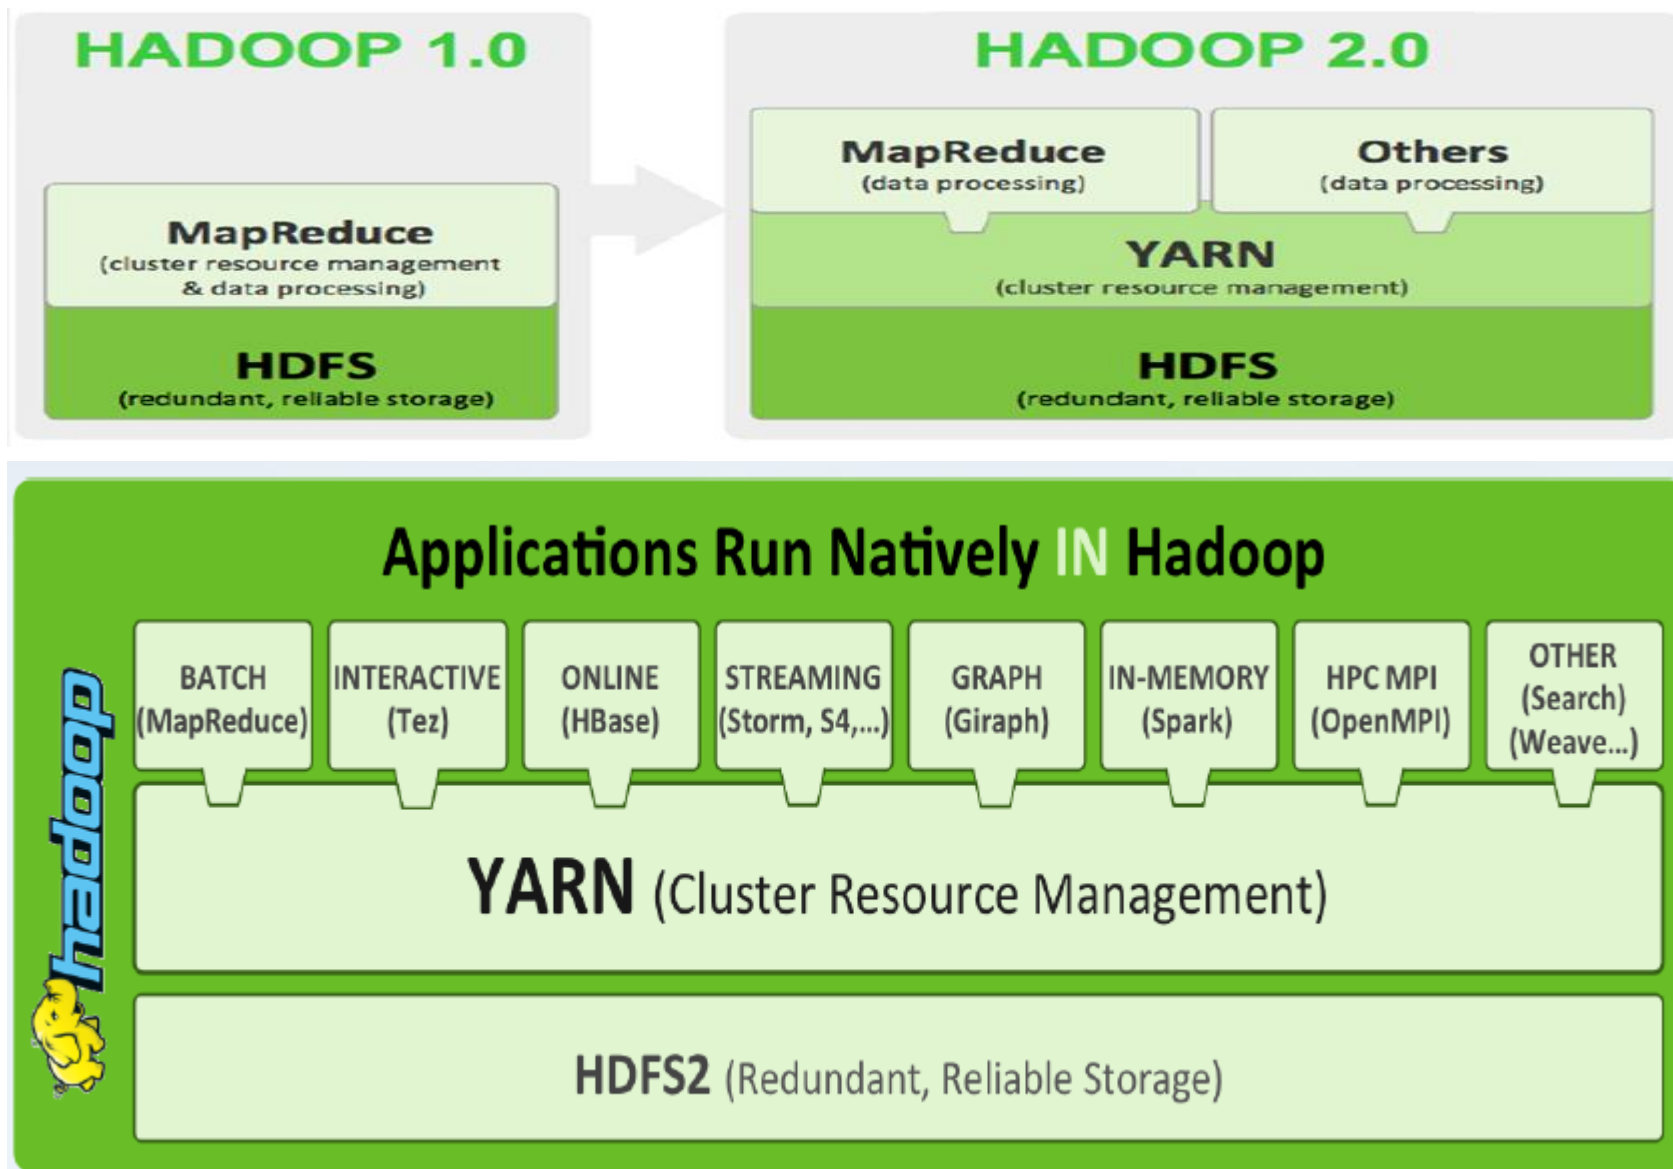 HADOOP 1.0
MapReduce
(cluster resource management
& data processing)
HDFS
(redundant, reliable storage)
HADOOP 2.0
MapReduce
(data processing)
Others
(data processing)
YARN
(cluster resource management)
HDFS
(redundant, reliable storage)
Applications Run Natively IN Hadoop
hadoop
BATCH
(MapReduce)
INTERACTIVE
(Tez)
ONLINE
(HBase)
STREAMING
(Storm, S4,...)
GRAPH
(Giraph)
IN-MEMORY
(Spark)
HPC MPI
(OpenMPI)
OTHER
(Search)
(Weave...)
YARN (Cluster Resource Management)
HDFS2 (Redundant, Reliable Storage)